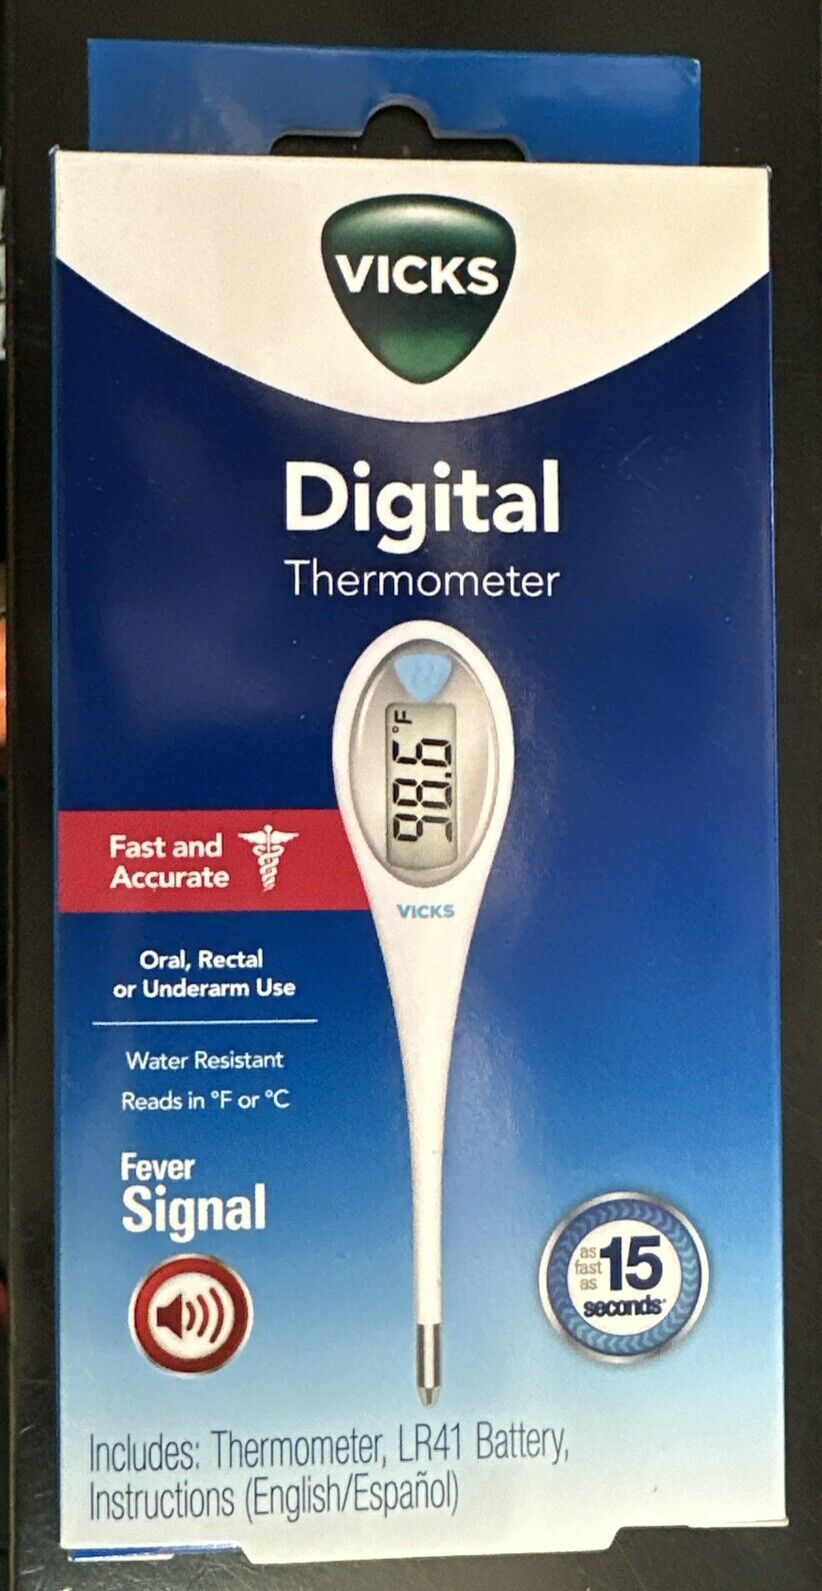 VICKS
Digital
Thermometer
98.6 °F
VICKS
Fast and
Accurate
Oral, Rectal
or Underarm Use
Water Resistant
Reads in °F or °C
Fever
Signal
as
fast
as
15
seconds*
Includes: Thermometer, LR41 Battery,
Instructions (English/Español)